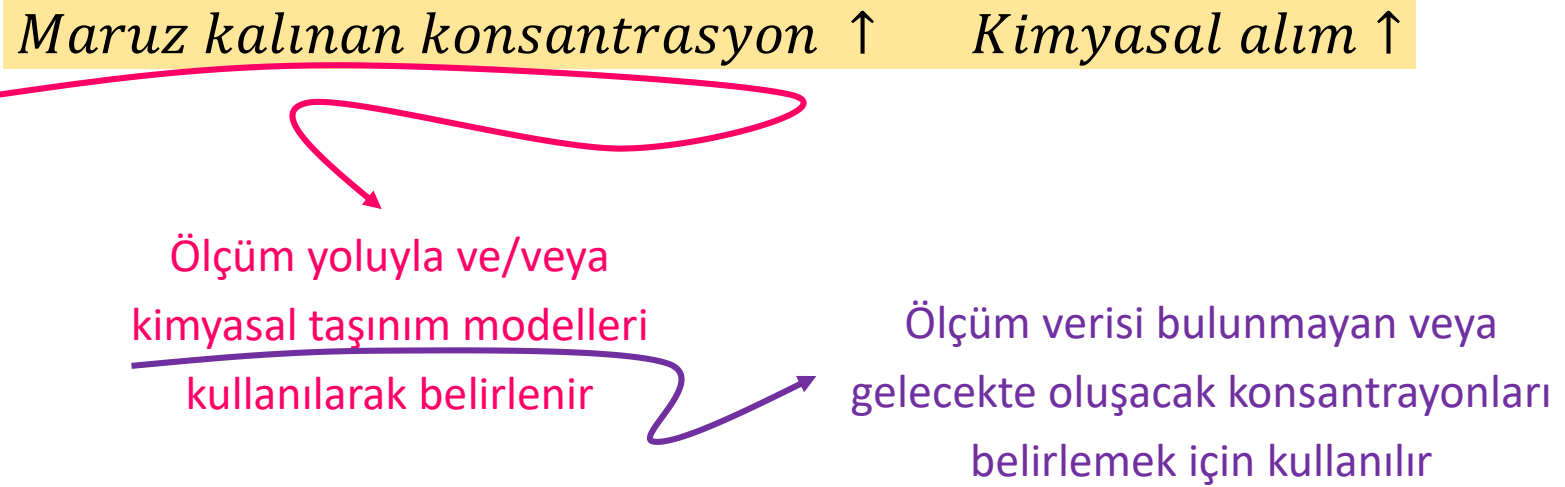 Maruz kalınan konsantrasyon ↑ Kimyasal alım ↑
Ölçüm yoluyla ve/veya
kimyasal taşınım modelleri
kullanılarak belirlenir
Ölçüm verisi bulunmayan veya
gelecekte oluşacak konsantrayonları
belirlemek için kullanılır